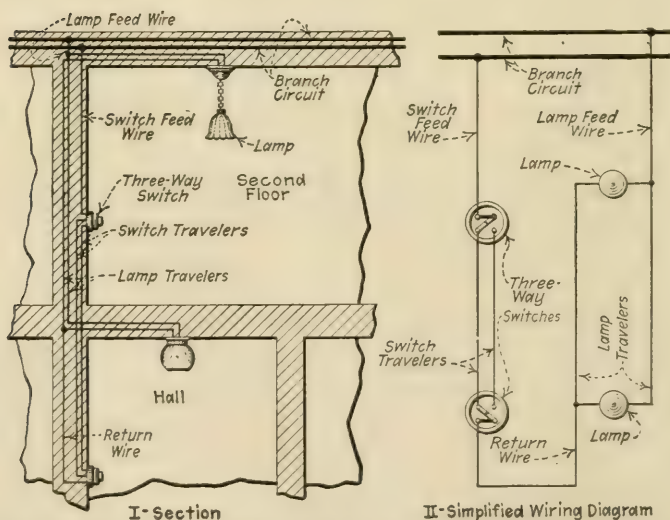 Lamp Feed Wire
Branch
Circuit
Switch Feed
Wire
Lamp
Three-Way
Switch
Second
Floor
Switch Travelers
Lamp Travelers
Hall
Return
Wire
I-Section
Branch
Circuit
Switch
Feed
Wire
Lamp Feed
Wire
Lamp
Three-
Way
Switches
Switch
Travelers
Lamp
Travelers
Return
Wire
Lamp
II-Simplified Wiring Diagram